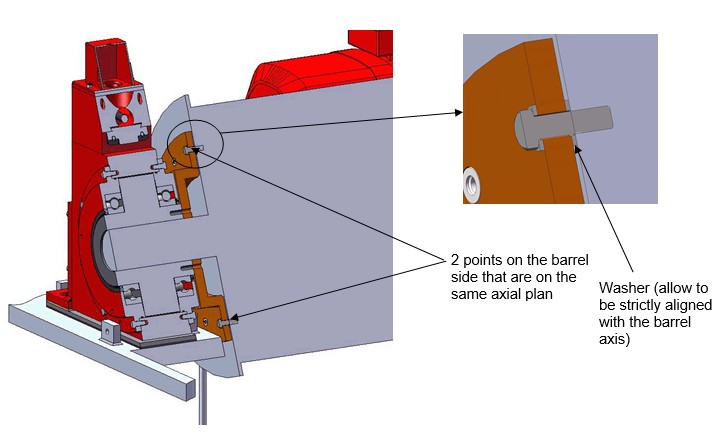 2 points on the barrel
side that are on the
same axial plan
Washer (allow to
be strictly aligned
with the barrel
axis)